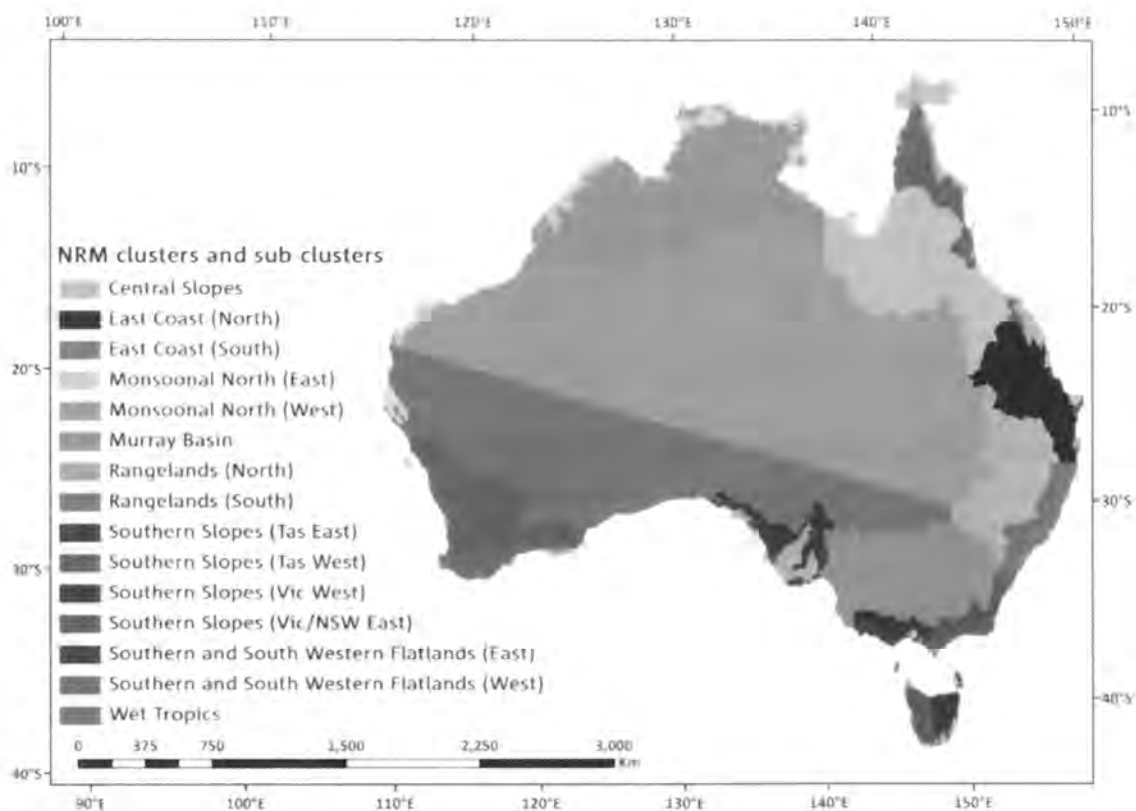 100°E 110°E 120°E 130°E 140°E 150°E
10°S
10°S
NRM clusters and sub clusters
Central Slopes
East Coast (North)
20°S
East Coast (South)
20°S
Monsoonal North (East)
Monsoonal North (West)
Murray Basin
Rangelands (North)
Rangelands (South)
30°S
Southern Slopes (Tas East)
Southern Slopes (Tas West)
30°S
Southern Slopes (Vic West)
Southern Slopes (Vic/NSW East)
Southern and South Western Flatlands (East)
Southern and South Western Flatlands (West)
40°S
Wet Tropics
0 375 750 1,500 2,250 3,000
Km
40°S
90°E 100°E 110°E 120°E 130°E 140°E 150°E